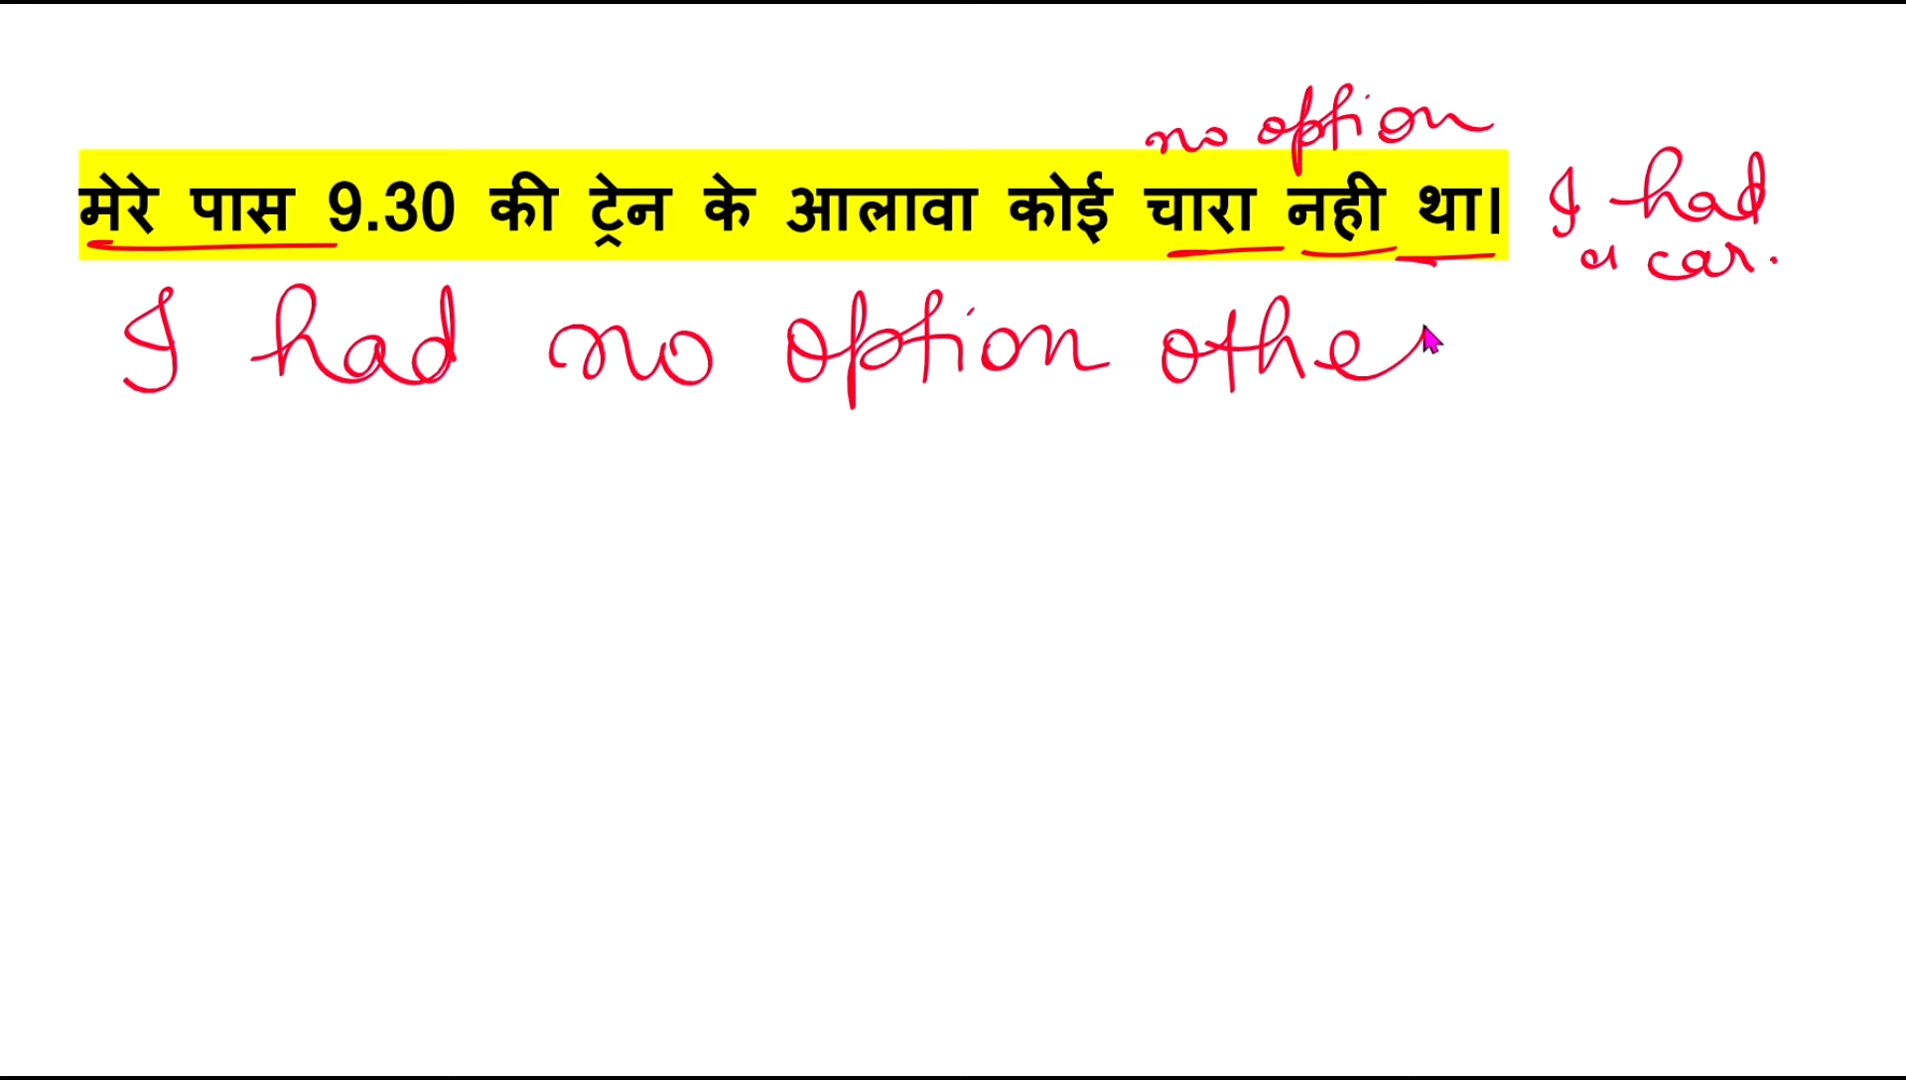 no option
मेरे पास 9.30 की ट्रेन के आलावा कोई चारा नही था।
I had
a car.
I had no option othe